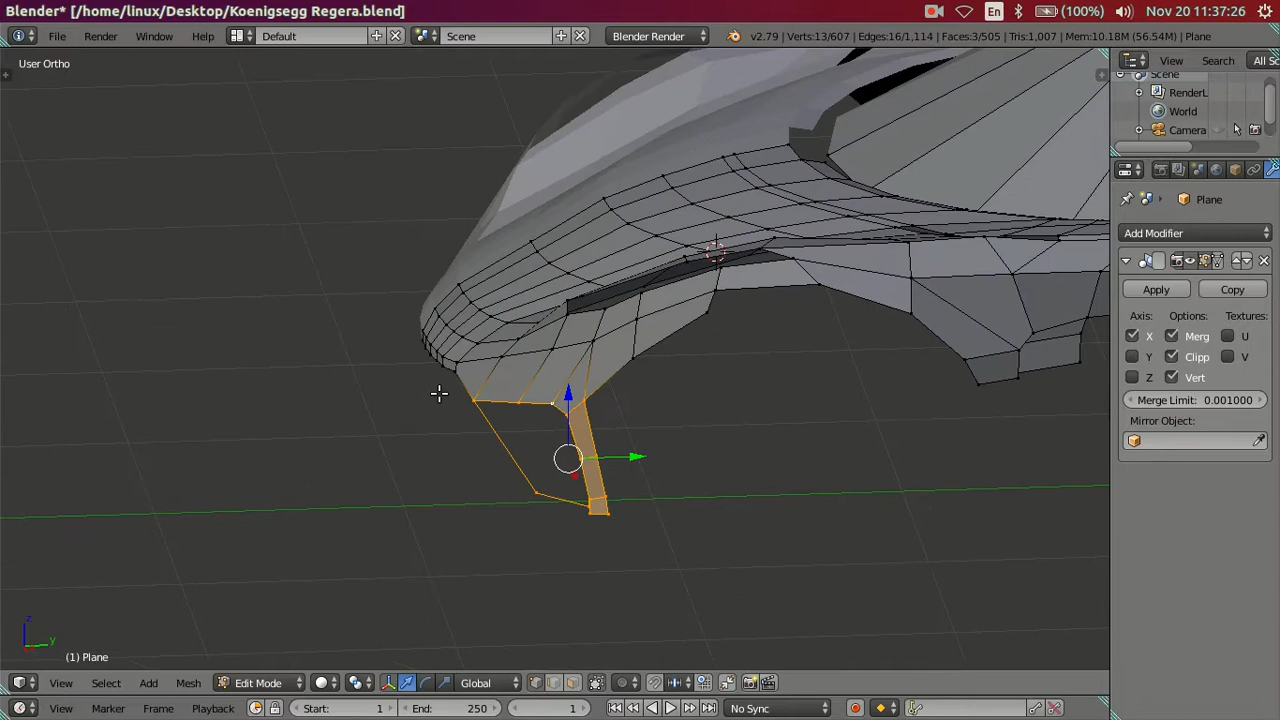 Blender* [/home/linux/Desktop/Koenigsegg Regera.blend] En (100%) Nov 20 11:37:26
File Render Window Help Default Scene Blender Render v2.79 | Verts:13/607 | Edges:16/1,114 | Faces:3/505 | Tris:1,007 | Mem:10.18M (56.54M) | Plane
User Ortho
View Search All Sc
Scene
RenderL
World
Camera
Plane
Add Modifier
Apply Copy
Axis: Options: Textures:
X Merg U
Y Clipp V
Z Vert
Merge Limit: 0.001000
Mirror Object:
z
y
(1) Plane
View Select Add Mesh Edit Mode Global
View Marker Frame Playback Start: 1 End: 250 1 No Sync